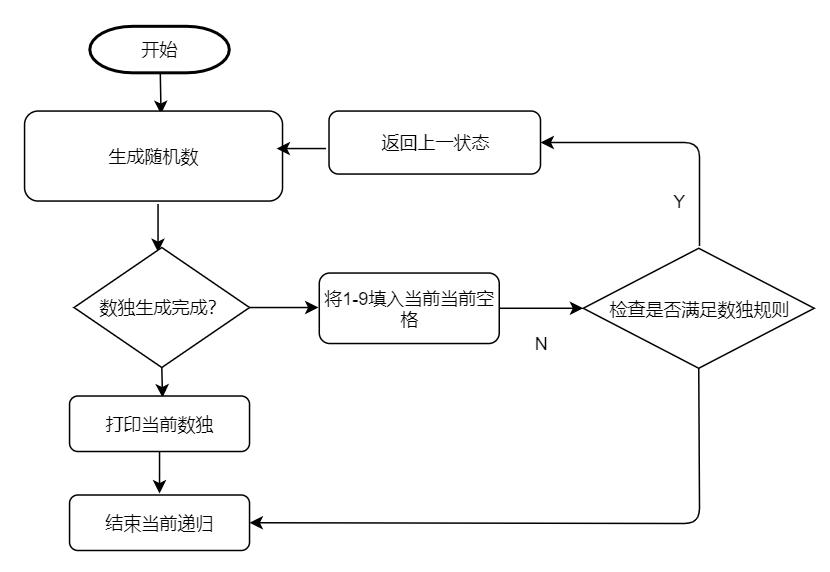 开始
生成随机数
返回上一状态
Y
数独生成完成？
将1-9填入当前当前空
格
N
检查是否满足数独规则
打印当前数独
结束当前递归